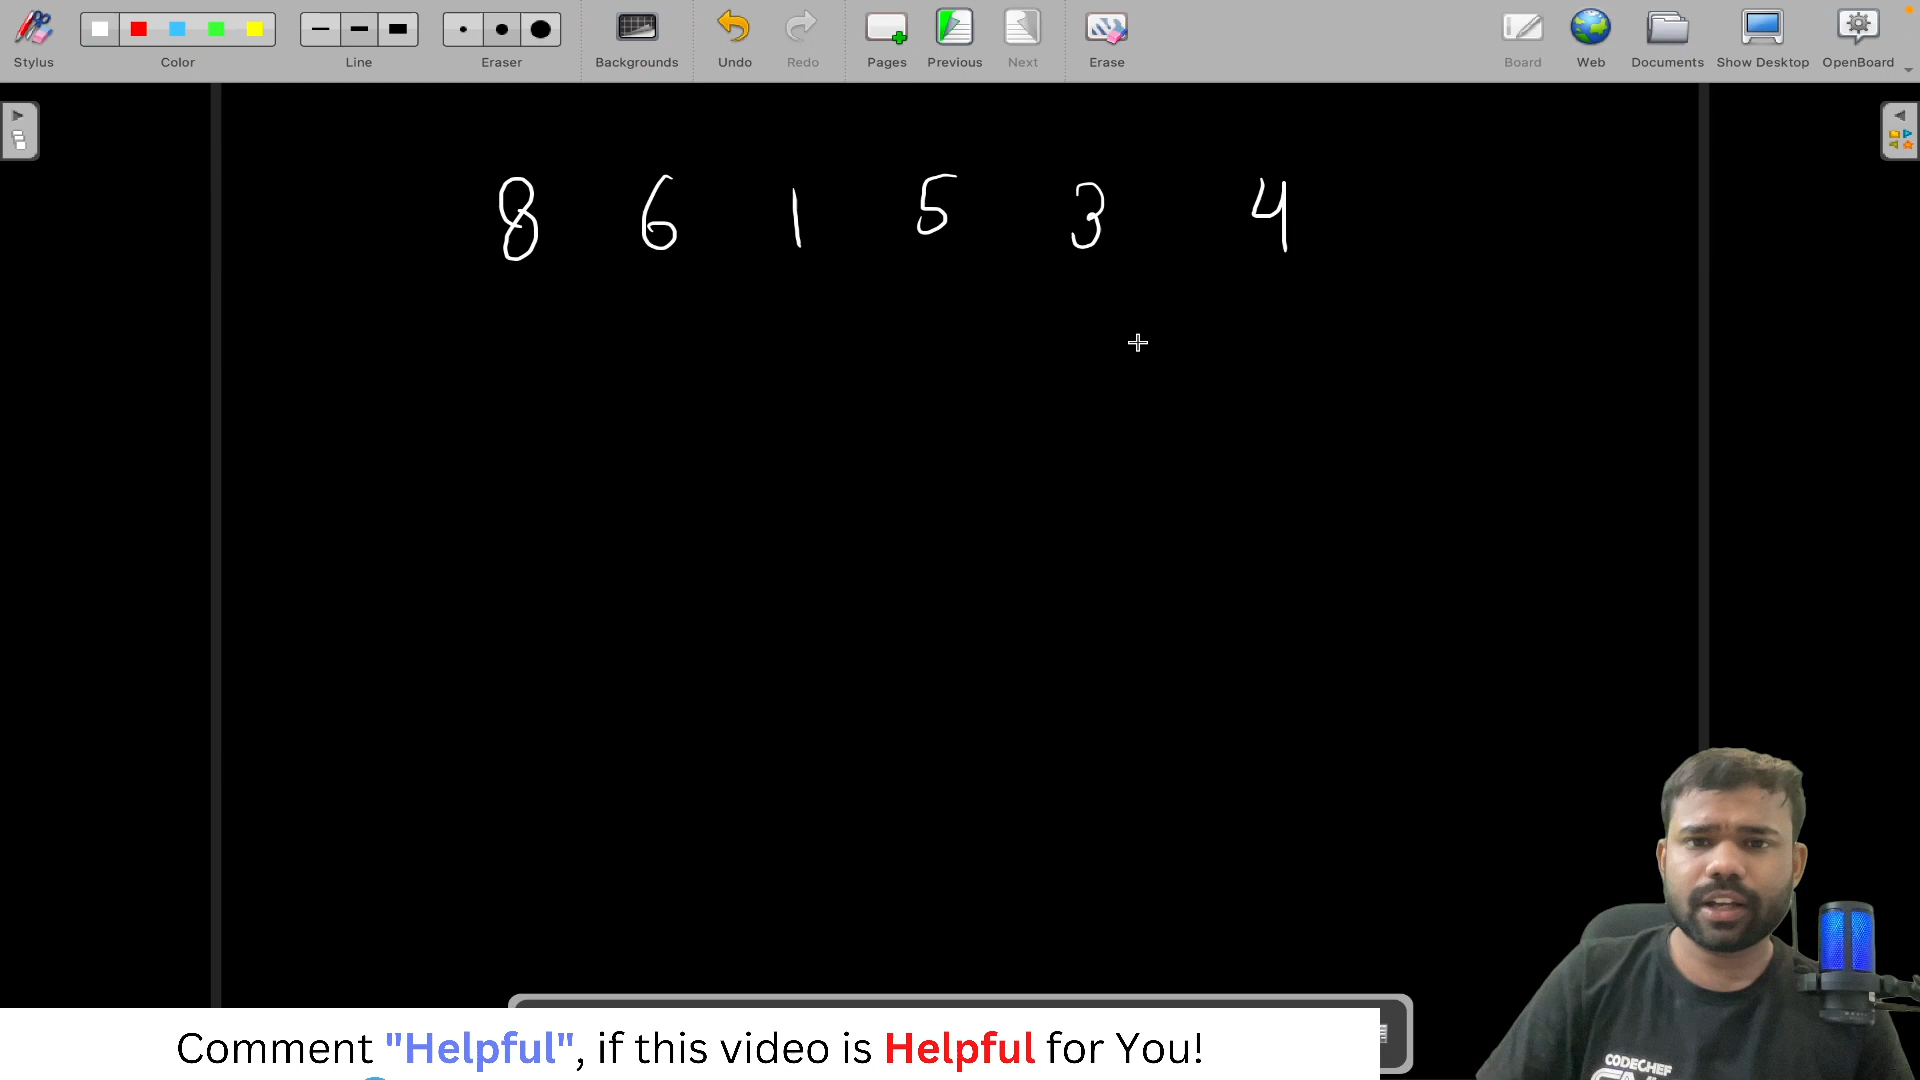 Stylus Color Line Eraser Backgrounds Undo Redo Pages Previous Next Erase Board Web Documents Show Desktop OpenBoard
8 6 1 5 3 4
CODECHEF
Comment "Helpful", if this video is Helpful for You!